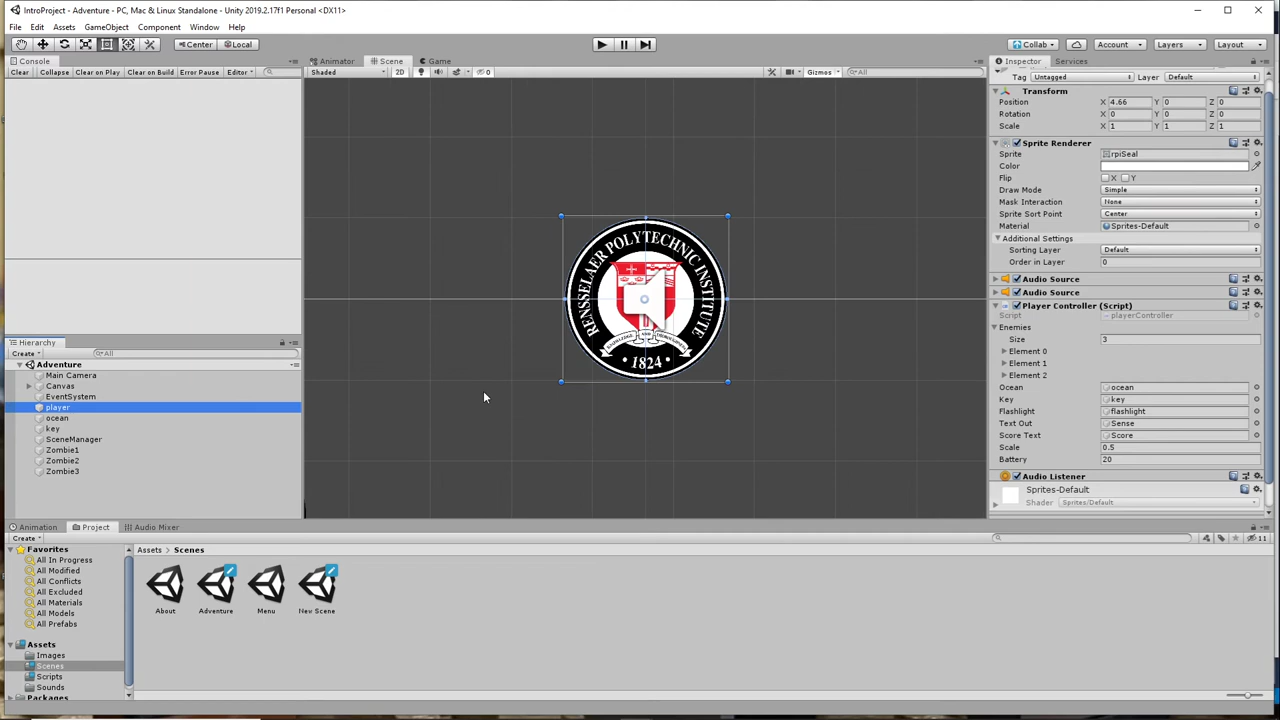 IntroProject - Adventure - PC, Mac & Linux Standalone - Unity 2019.2.17f1 Personal <DX11>
File Edit Assets GameObject Component Window Help
Center Local Collab Account Layers Layout
Console Animator Scene Game Inspector Services
Clear Collapse Clear on Play Clear on Build Error Pause Editor Shaded 2D 0 Gizmos All
Tag Untagged Layer Default
Transform
Position X 4.66 Y 0 Z 0
Rotation X 0 Y 0 Z 0
Scale X 1 Y 1 Z 1
Sprite Renderer
Sprite rpiSeal
Color
Flip X Y
Draw Mode Simple
Mask Interaction None
Sprite Sort Point Center
Material Sprites-Default
Additional Settings
Sorting Layer Default
Order in Layer 0
Audio Source
Audio Source
Player Controller (Script)
Script playerController
Enemies
Size 3
Element 0
Element 1
Element 2
Ocean ocean
Key key
Flashlight flashlight
Text Out Sense
Score Text Score
Scale 0.5
Battery 20
Audio Listener
Sprites-Default
Shader Sprites/Default
RENSSELAER POLYTECHNIC INSTITUTE
KNOWLEDGE AND THOROUGHNESS
• 1824 •
Hierarchy
Create All
Adventure
Main Camera
Canvas
EventSystem
player
ocean
key
SceneManager
Zombie1
Zombie2
Zombie3
Animation Project Audio Mixer
Create 11
Favorites
All In Progress
All Modified
All Conflicts
All Excluded
All Materials
All Models
All Prefabs
Assets
Images
Scenes
Scripts
Sounds
Packages
Assets Scenes
About Adventure Menu New Scene